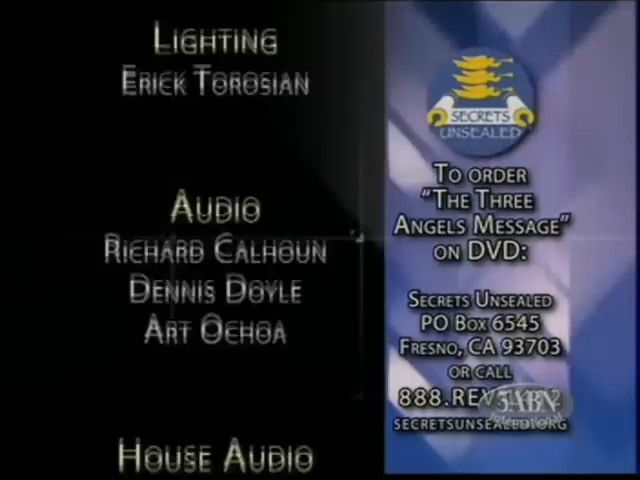 Lighting
Erick Torosian
Audio
Richard Calhoun
Dennis Doyle
Art Ochoa
House Audio
SECRETS
UNSEALED
To order
"The Three
Angels Message"
on DVD:
Secrets Unsealed
PO Box 6545
Fresno, CA 93703
or call
secretsunsealed.org
3ABN
International